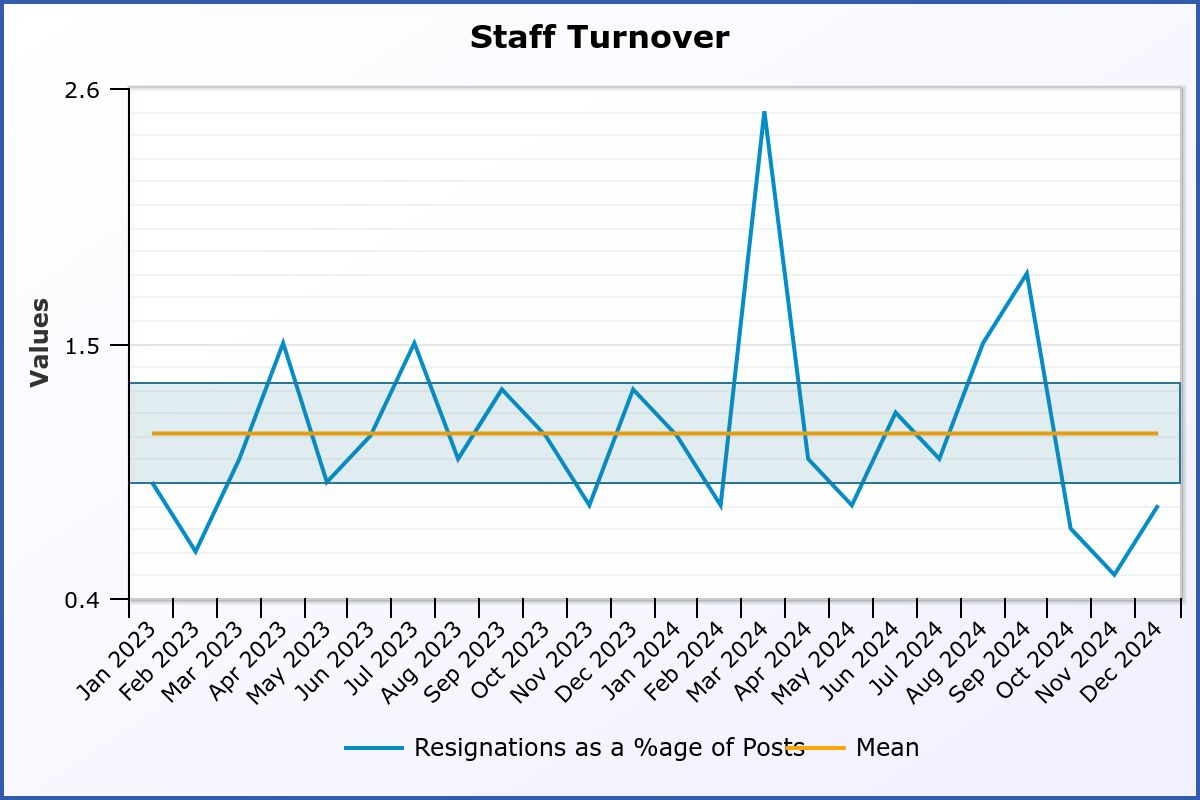 Staff Turnover
2.6
Values
1.5
0.4
Jan 2023
Feb 2023
Mar 2023
Apr 2023
May 2023
Jun 2023
Jul 2023
Aug 2023
Sep 2023
Oct 2023
Nov 2023
Dec 2023
Jan 2024
Feb 2024
Mar 2024
Apr 2024
May 2024
Jun 2024
Jul 2024
Aug 2024
Sep 2024
Oct 2024
Nov 2024
Dec 2024
Resignations as a %age of Posts Mean